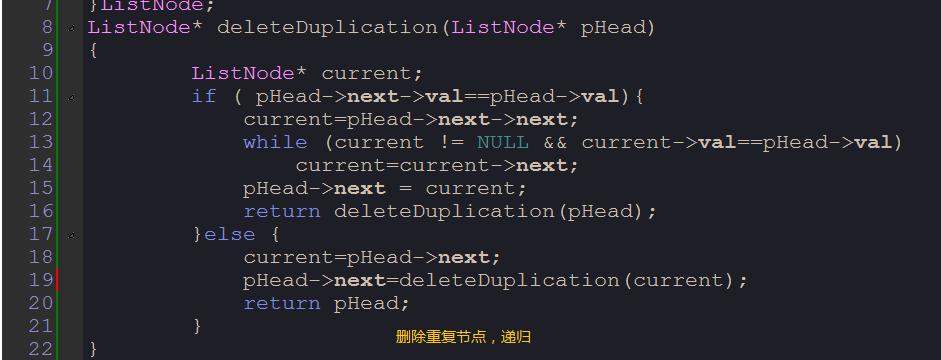 7 }ListNode;
8 ListNode* deleteDuplication(ListNode* pHead)
9 {
10 ListNode* current;
11 if ( pHead->next->val==pHead->val){
12 current=pHead->next->next;
13 while (current != NULL && current->val==pHead->val)
14 current=current->next;
15 pHead->next = current;
16 return deleteDuplication(pHead);
17 }else {
18 current=pHead->next;
19 pHead->next=deleteDuplication(current);
20 return pHead;
21 }
删除重复节点，递归
22 }